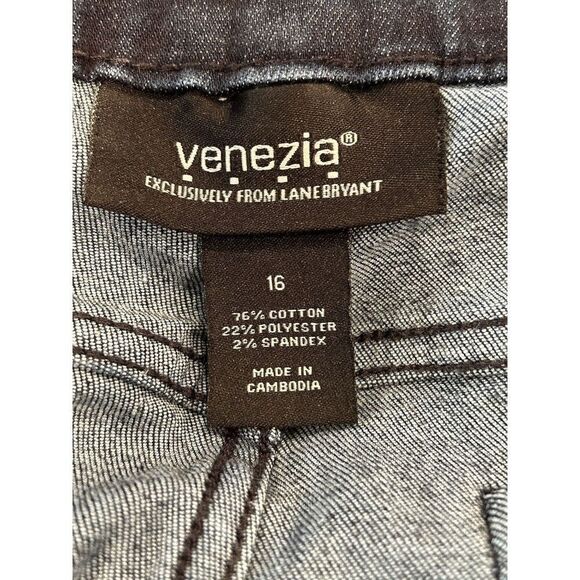 venezia®
EXCLUSIVELY FROM LANE BRYANT
16
76% COTTON
22% POLYESTER
2% SPANDEX
MADE IN
CAMBODIA